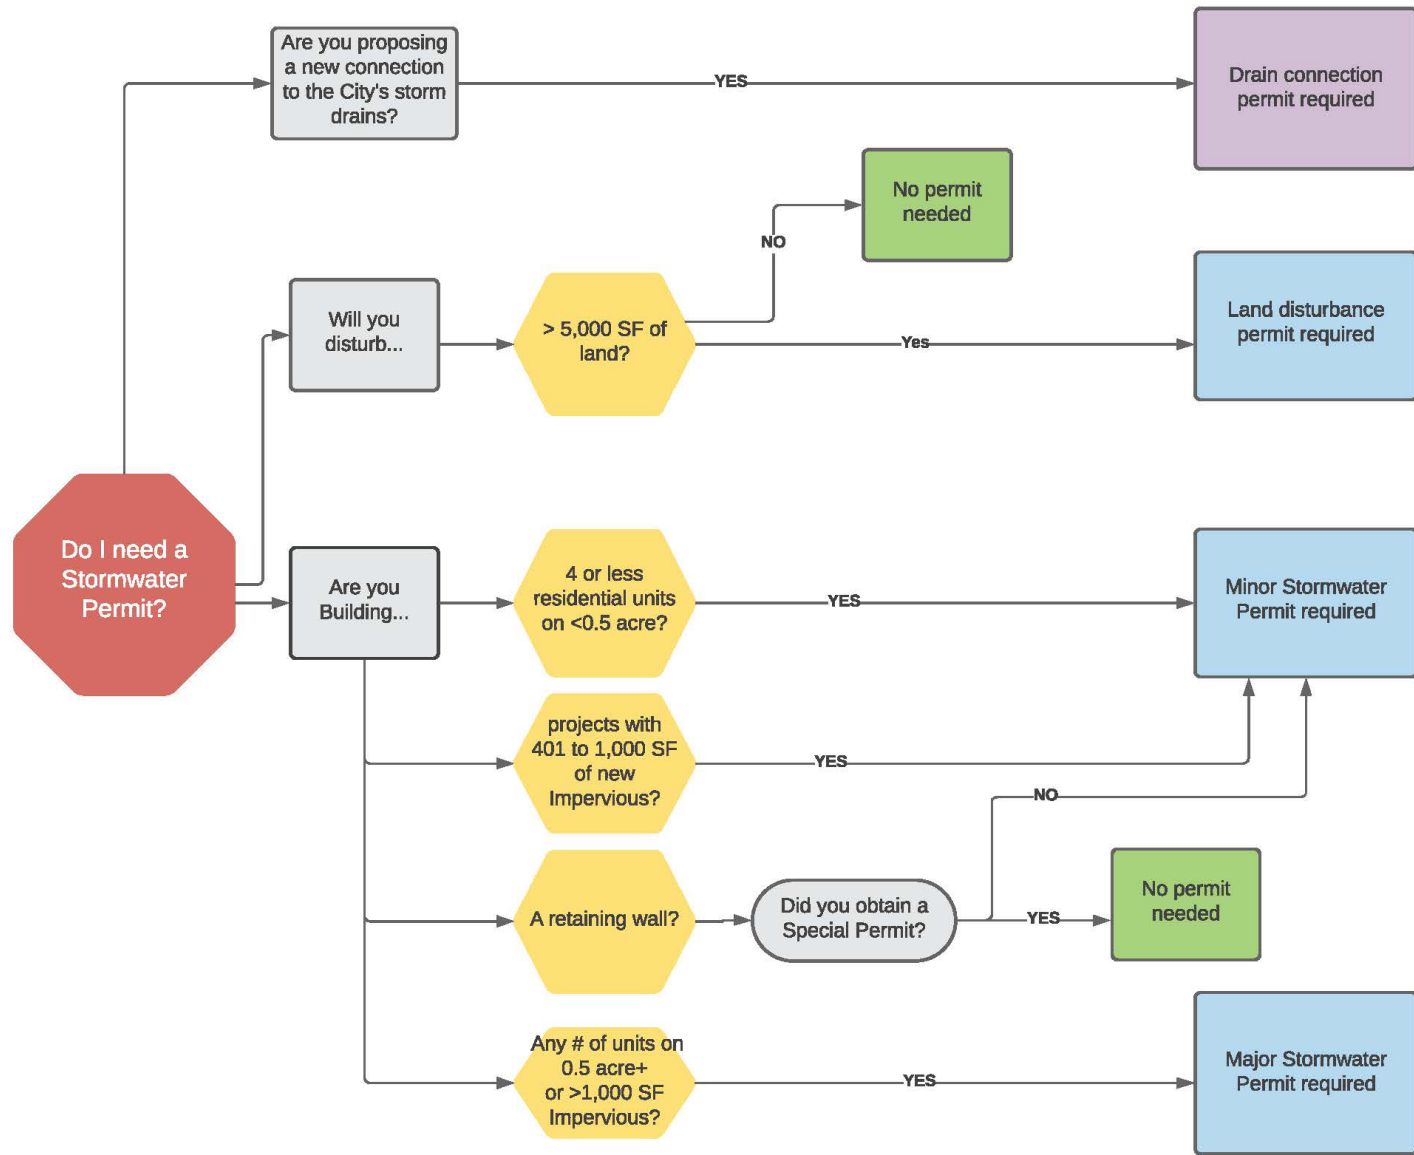 Are you proposing
a new connection
to the City's storm
drains?
YES
Drain connection
permit required
No permit
needed
NO
Will you
disturb...
> 5,000 SF of
land?
Yes
Land disturbance
permit required
Do I need a
Stormwater
Permit?
Are you
Building...
4 or less
residential units
on <0.5 acre?
YES
Minor Stormwater
Permit required
projects with
401 to 1,000 SF
of new
Impervious?
YES
NO
A retaining wall?
Did you obtain a
Special Permit?
YES
No permit
needed
Any # of units on
0.5 acre+
or >1,000 SF
Impervious?
YES
Major Stormwater
Permit required